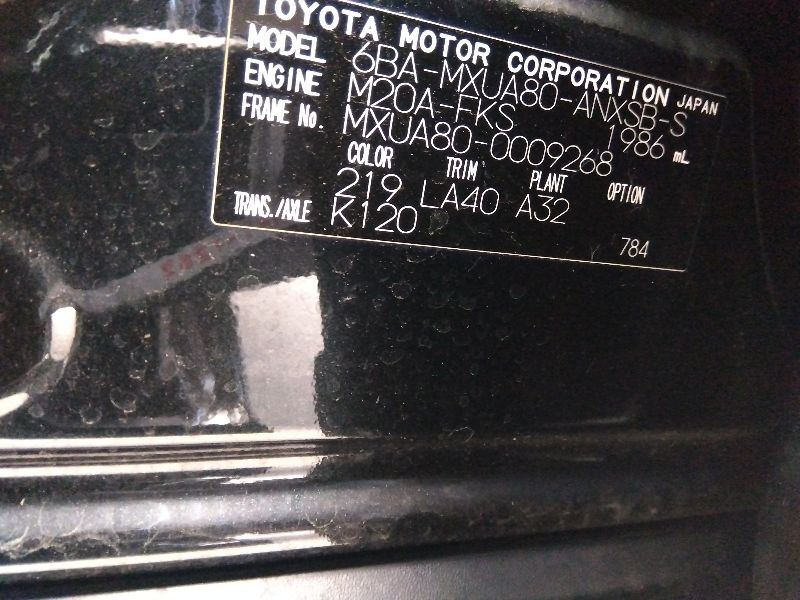 TOYOTA MOTOR CORPORATION JAPAN
MODEL 6BA-MXUA80-ANXSB-S
ENGINE M20A-FKS 1986 mL
FRAME No. MXUA80-0009268
COLOR TRIM PLANT OPTION
219 LA40 A32
TRANS./AXLE K120
784